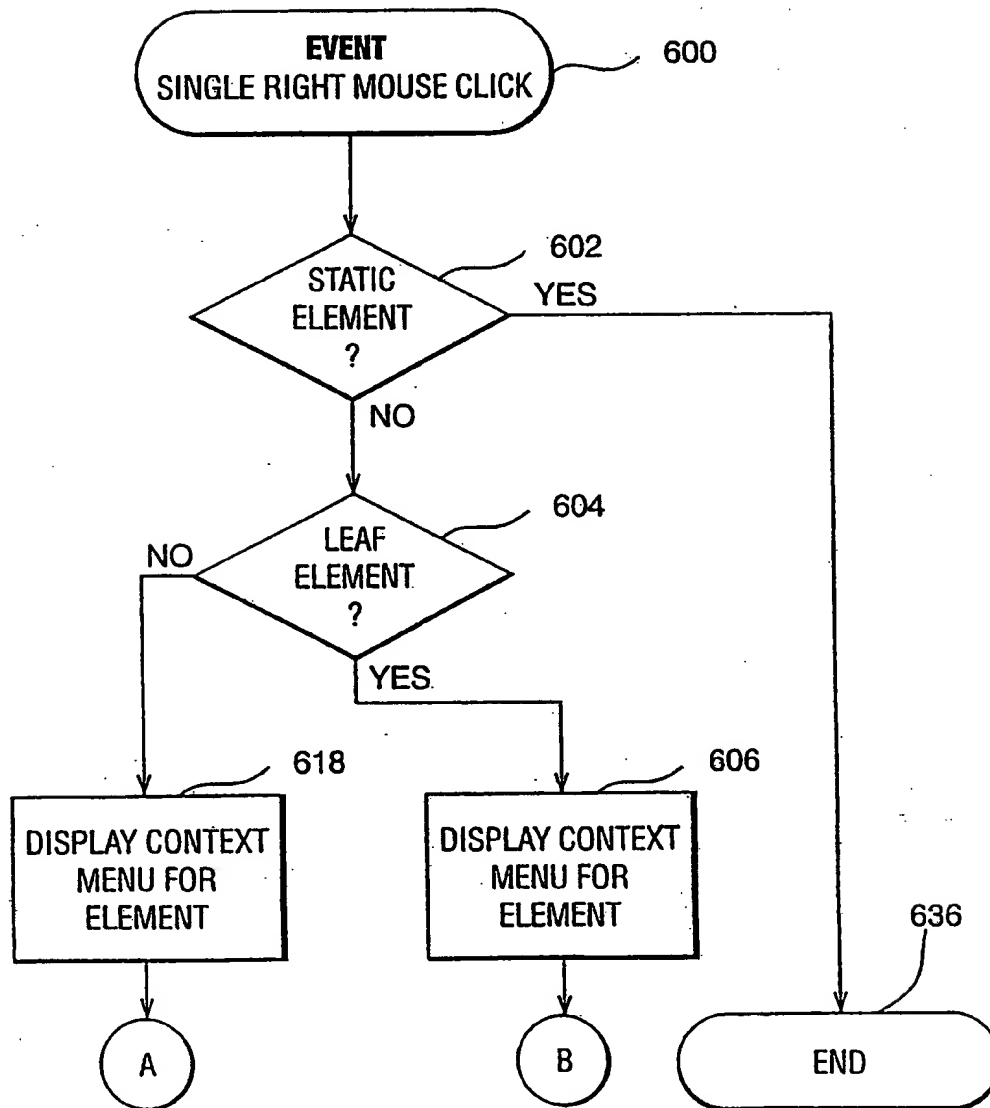 EVENT
SINGLE RIGHT MOUSE CLICK
600
602
STATIC
ELEMENT
?
YES
NO
604
LEAF
ELEMENT
?
NO
YES
618
606
DISPLAY CONTEXT
MENU FOR
ELEMENT
DISPLAY CONTEXT
MENU FOR
ELEMENT
636
A
B
END